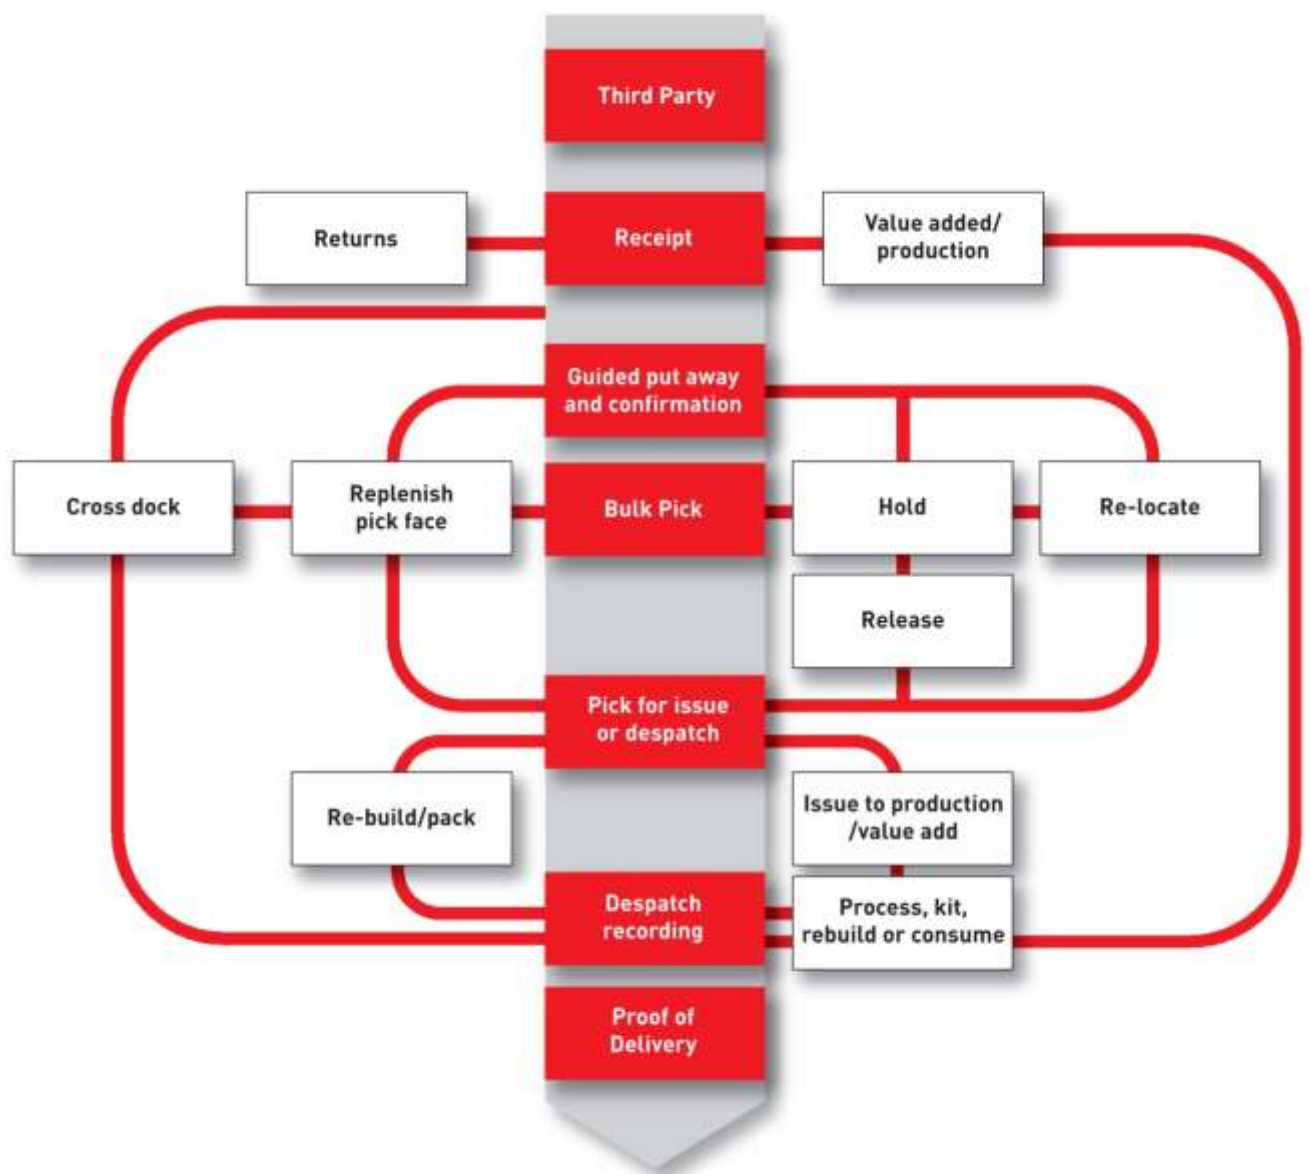 Third Party
Returns
Receipt
Value added/
production
Guided put away
and confirmation
Cross dock
Replenish
pick face
Bulk Pick
Hold
Re-locate
Release
Pick for issue
or despatch
Re-build/pack
Issue to production
/value add
Despatch
recording
Process, kit,
rebuild or consume
Proof of
Delivery